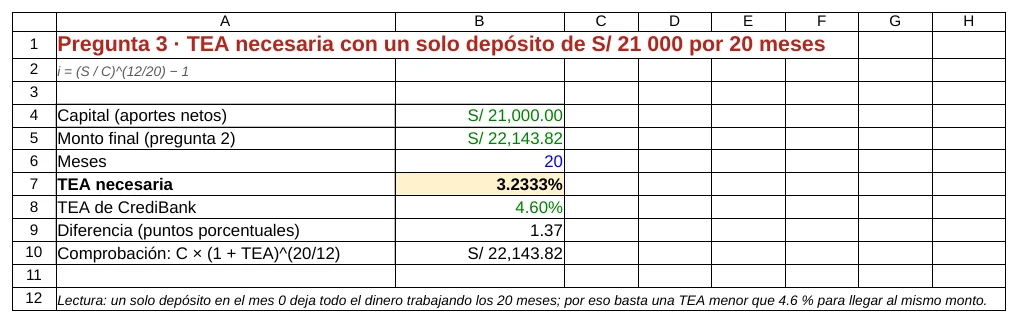 A B C D E F G H
1 Pregunta 3 · TEA necesaria con un solo depósito de S/ 21 000 por 20 meses
2 i = (S / C)^(12/20) − 1
3
4 Capital (aportes netos) S/ 21,000.00
5 Monto final (pregunta 2) S/ 22,143.82
6 Meses 20
7 TEA necesaria 3.2333%
8 TEA de CrediBank 4.60%
9 Diferencia (puntos porcentuales) 1.37
10 Comprobación: C × (1 + TEA)^(20/12) S/ 22,143.82
11
12 Lectura: un solo depósito en el mes 0 deja todo el dinero trabajando los 20 meses; por eso basta una TEA menor que 4.6 % para llegar al mismo monto.